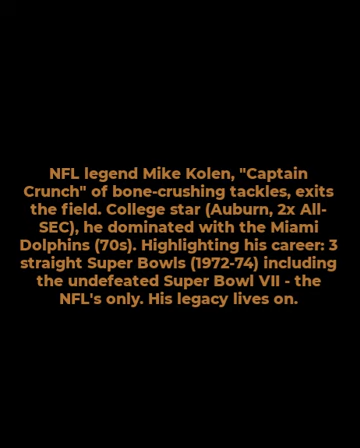 NFL legend Mike Kolen, "Captain
Crunch" of bone-crushing tackles, exits
the field. College star (Auburn, 2x All-
SEC), he dominated with the Miami
Dolphins (70s). Highlighting his career: 3
straight Super Bowls (1972-74) including
the undefeated Super Bowl VII - the
NFL's only. His legacy lives on.